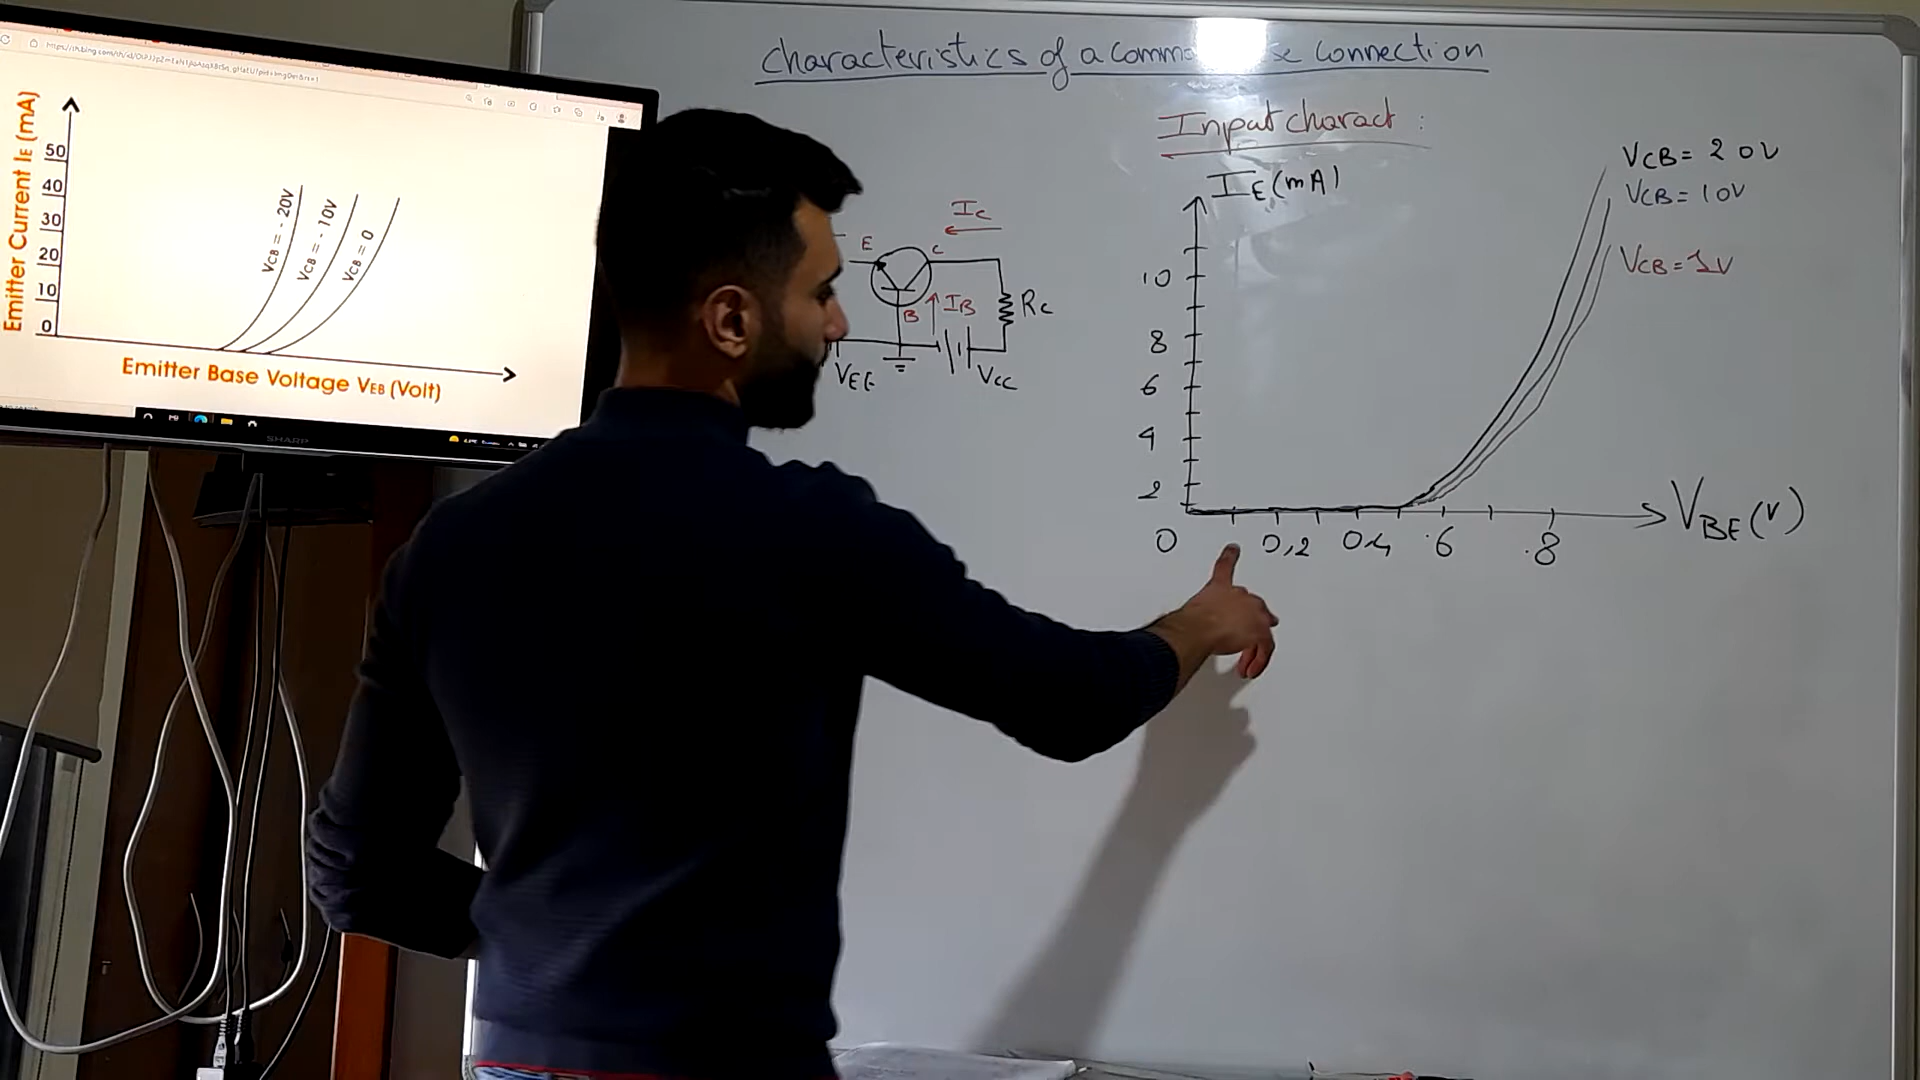 Emitter Current IE (mA)
50
40
30
20
10
0
VCB = - 20V
VCB = - 10V
VCB = 0
Emitter Base Voltage VEB (Volt)
SHARP
characteristics of a connection
Input charact :
IE (mA)
10
8
6
4
2
0
0,2
0.4
.6
.8
VBE (V)
VCB = 20V
VCB = 10V
VCB = 1V
IC
E
C
B
IB
RC
VEE
VCC